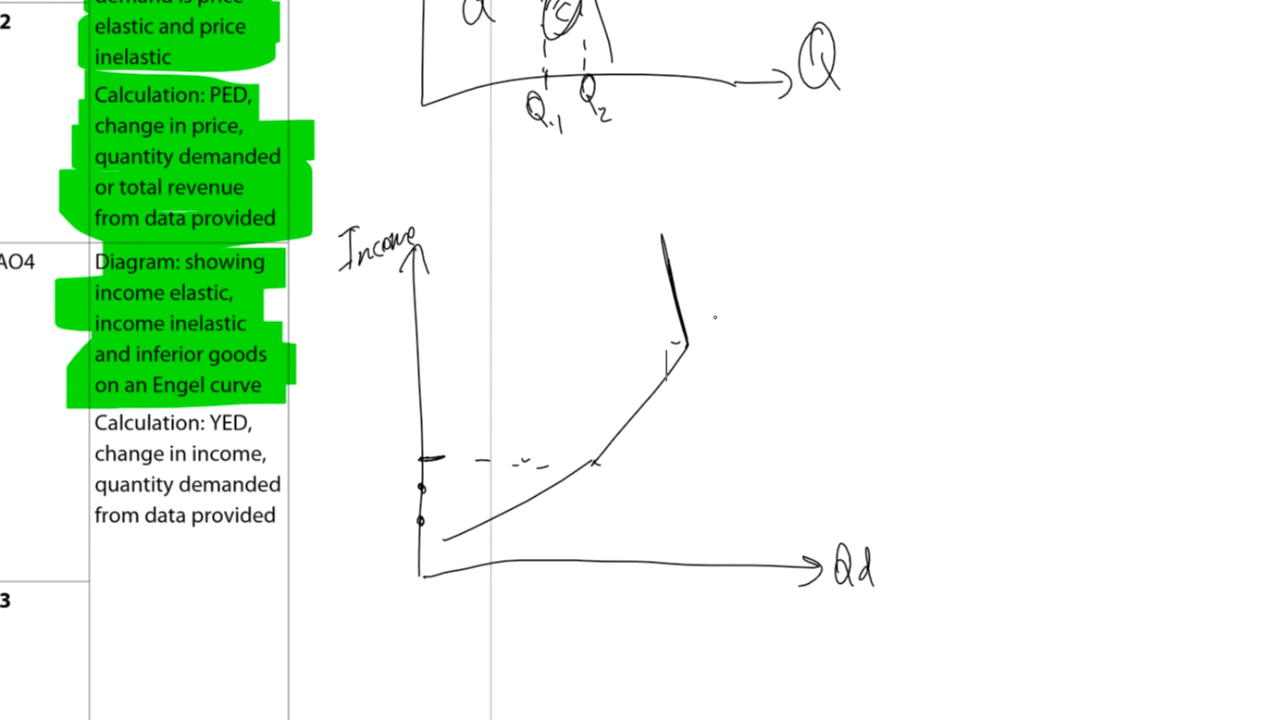 2
demand is price
elastic and price
inelastic
Calculation: PED,
change in price,
quantity demanded
or total revenue
from data provided
AO4
Diagram: showing
income elastic,
income inelastic
and inferior goods
on an Engel curve
Calculation: YED,
change in income,
quantity demanded
from data provided
3
a
c
Q
Q1
Q2
Income
Qd